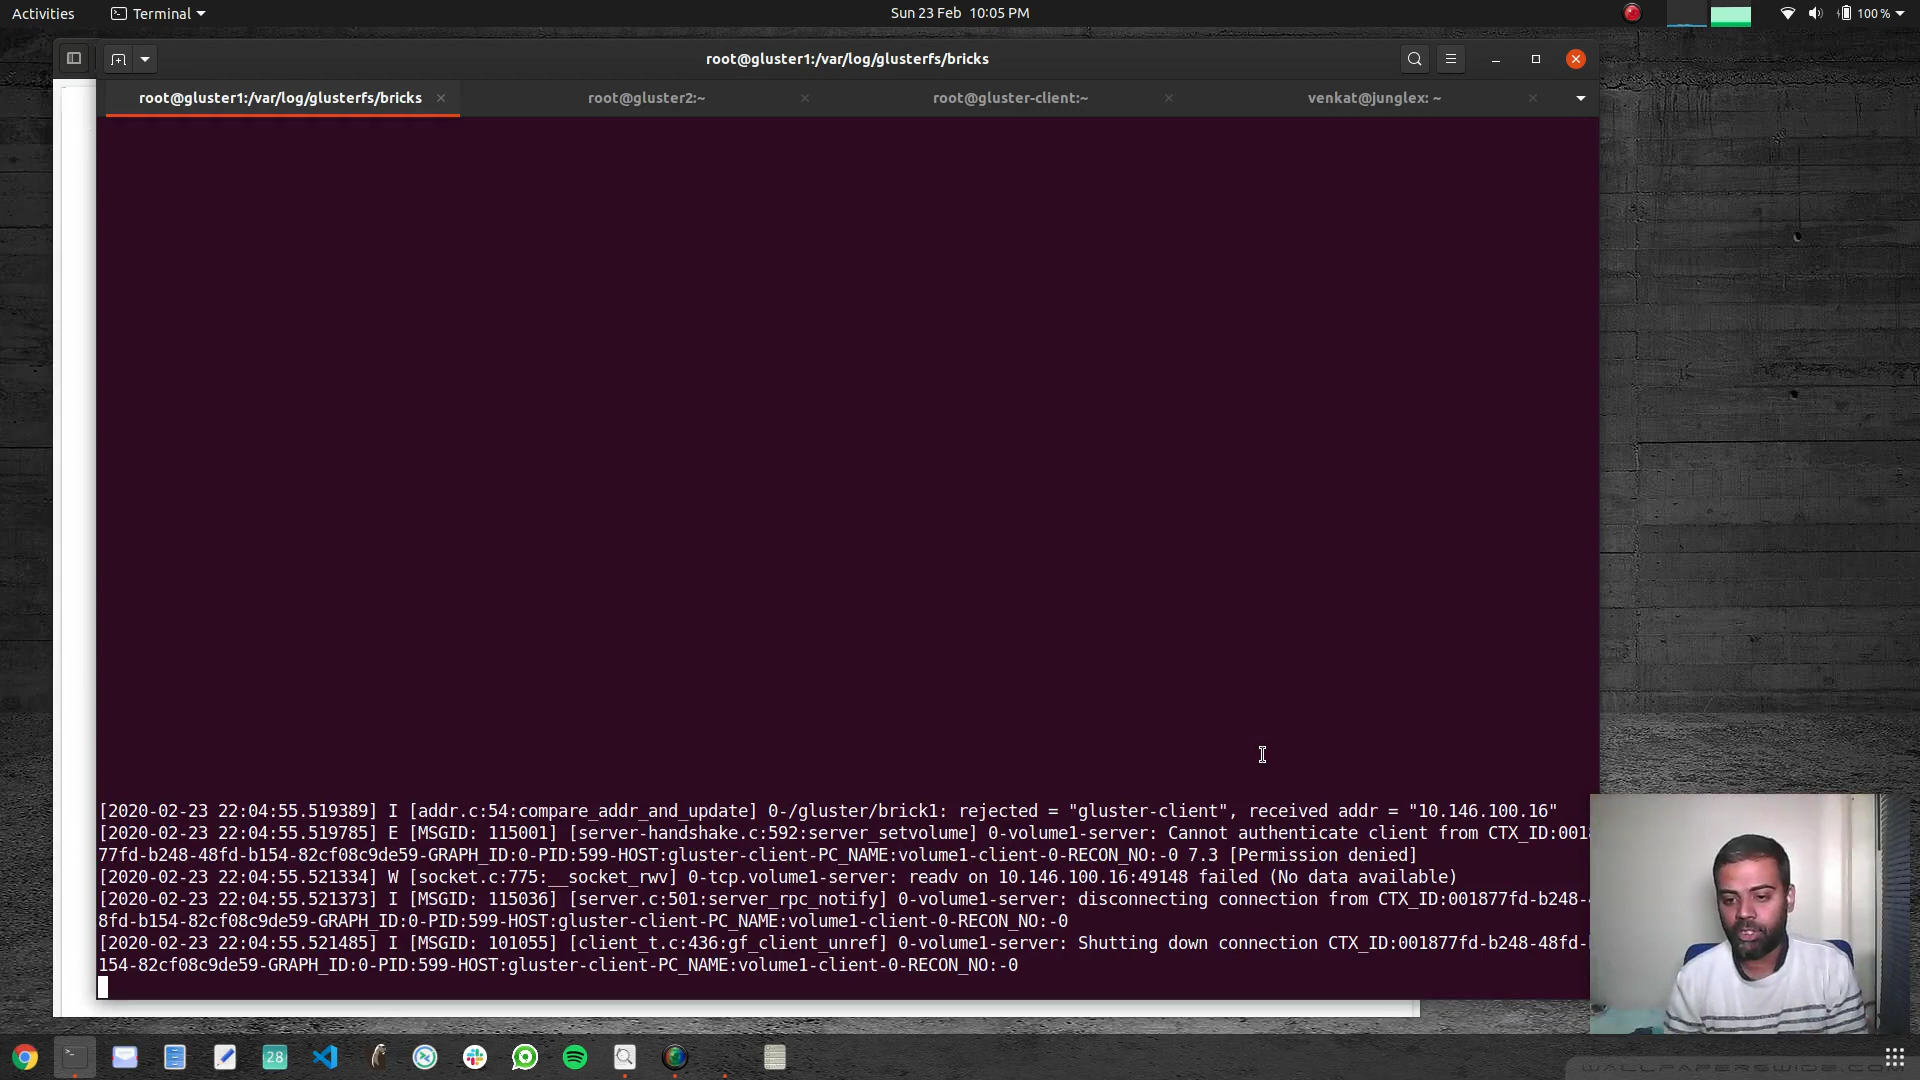 Activities
Terminal
Sun 23 Feb 10:05 PM
100 %
root@gluster1:/var/log/glusterfs/bricks
root@gluster1:/var/log/glusterfs/bricks
root@gluster2:~
root@gluster-client:~
venkat@junglex: ~
[2020-02-23 22:04:55.519389] I [addr.c:54:compare_addr_and_update] 0-/gluster/brick1: rejected = "gluster-client", received addr = "10.146.100.16"
[2020-02-23 22:04:55.519785] E [MSGID: 115001] [server-handshake.c:592:server_setvolume] 0-volume1-server: Cannot authenticate client from CTX_ID:0018
77fd-b248-48fd-b154-82cf08c9de59-GRAPH_ID:0-PID:599-HOST:gluster-client-PC_NAME:volume1-client-0-RECON_NO:-0 7.3 [Permission denied]
[2020-02-23 22:04:55.521334] W [socket.c:775:__socket_rwv] 0-tcp.volume1-server: readv on 10.146.100.16:49148 failed (No data available)
[2020-02-23 22:04:55.521373] I [MSGID: 115036] [server.c:501:server_rpc_notify] 0-volume1-server: disconnecting connection from CTX_ID:001877fd-b248-
8fd-b154-82cf08c9de59-GRAPH_ID:0-PID:599-HOST:gluster-client-PC_NAME:volume1-client-0-RECON_NO:-0
[2020-02-23 22:04:55.521485] I [MSGID: 101055] [client_t.c:436:gf_client_unref] 0-volume1-server: Shutting down connection CTX_ID:001877fd-b248-48fd-
154-82cf08c9de59-GRAPH_ID:0-PID:599-HOST:gluster-client-PC_NAME:volume1-client-0-RECON_NO:-0
28
WALLPAPERSWIDE.COM